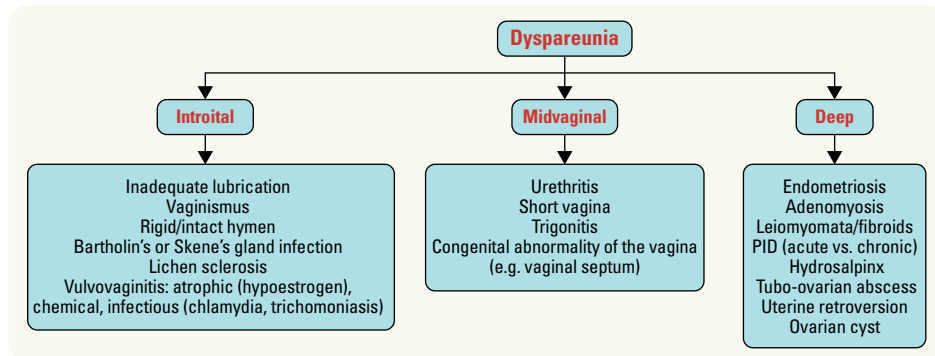 Dyspareunia
Introital
Midvaginal
Deep
Inadequate lubrication
Vaginismus
Rigid/intact hymen
Bartholin's or Skene's gland infection
Lichen sclerosis
Vulvovaginitis: atrophic (hypoestrogen),
chemical, infectious (chlamydia, trichomoniasis)
Urethritis
Short vagina
Trigonitis
Congenital abnormality of the vagina
(e.g. vaginal septum)
Endometriosis
Adenomyosis
Leiomyomata/fibroids
PID (acute vs. chronic)
Hydrosalpinx
Tubo-ovarian abscess
Uterine retroversion
Ovarian cyst